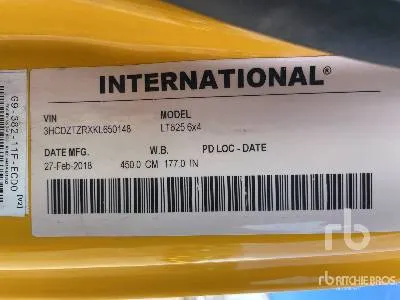 INTERNATIONAL®
VIN MODEL
3HCDZTZRXKL650148 LT625 6x4
DATE MFG. W.B. PD LOC - DATE
27-Feb-2018 450.0 CM 177.0 IN
rb
rb RITCHIE BROS.